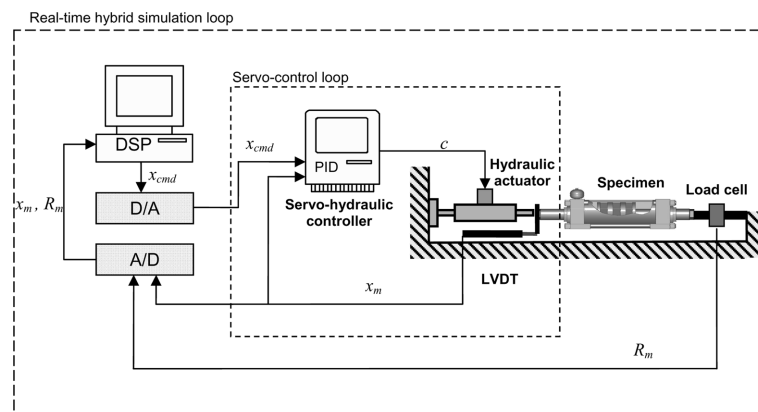 Real-time hybrid simulation loop
Servo-control loop
DSP
x_cmd
D/A
x_m , R_m
A/D
x_cmd
PID
Servo-hydraulic
controller
c
Hydraulic
actuator
Specimen
Load cell
LVDT
x_m
R_m